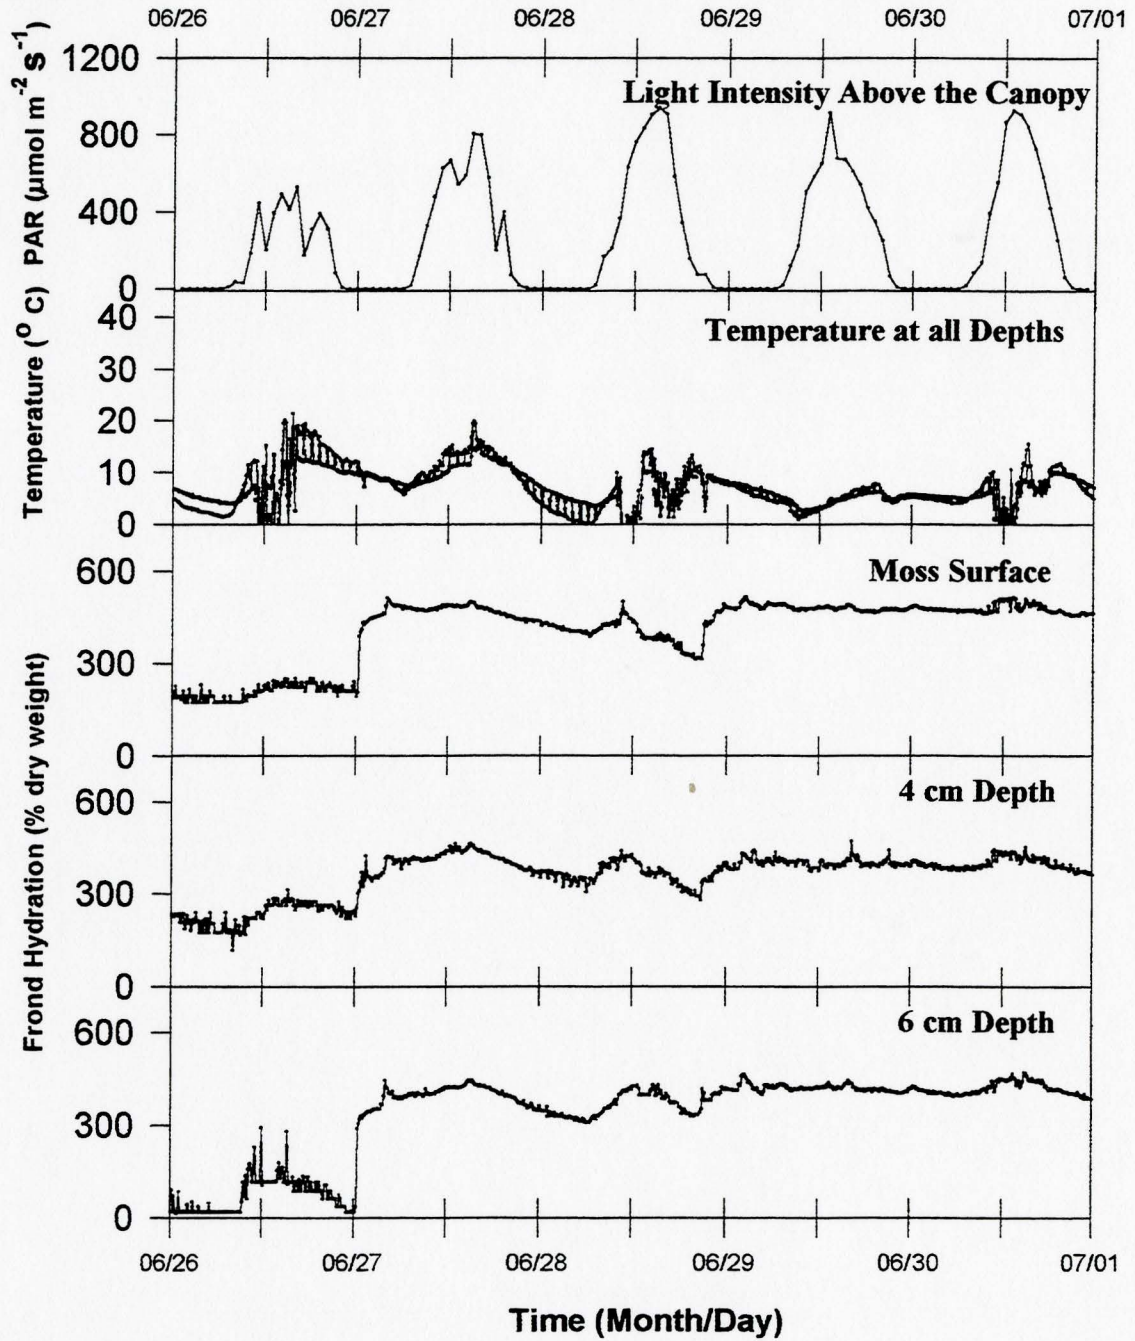 06/26 06/27 06/28 06/29 06/30 07/01
Light Intensity Above the Canopy
PAR (µmol m⁻² s⁻¹)
1200
800
400
0
Temperature at all Depths
Temperature (° C)
40
30
20
10
0
Moss Surface
Frond Hydration (% dry weight)
600
300
0
4 cm Depth
600
300
0
6 cm Depth
600
300
0
06/26 06/27 06/28 06/29 06/30 07/01
Time (Month/Day)